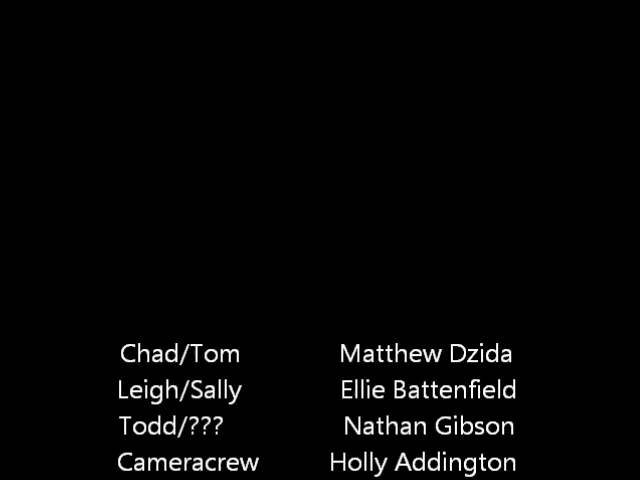 Chad/Tom Matthew Dzida
Leigh/Sally Ellie Battenfield
Todd/??? Nathan Gibson
Cameracrew Holly Addington